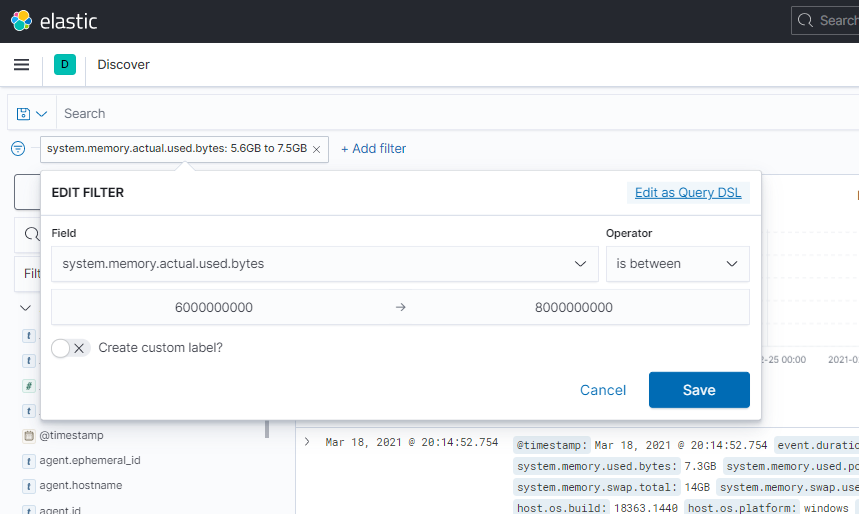 elastic
Search
D
Discover
Search
system.memory.actual.used.bytes: 5.6GB to 7.5GB ×
+ Add filter
EDIT FILTER
Edit as Query DSL
Field
Operator
system.memory.actual.used.bytes
is between
6000000000 → 8000000000
Create custom label?
Cancel
Save
Filt
t
t
#
t
@timestamp
t agent.ephemeral_id
t agent.hostname
t agent.id
-25 00:00
2021-0
Mar 18, 2021 @ 20:14:52.754
@timestamp: Mar 18, 2021 @ 20:14:52.754 event.duratio
system.memory.used.bytes: 7.3GB system.memory.used.pc
system.memory.swap.total: 14GB system.memory.swap.use
host.os.build: 18363.1440 host.os.platform: windows